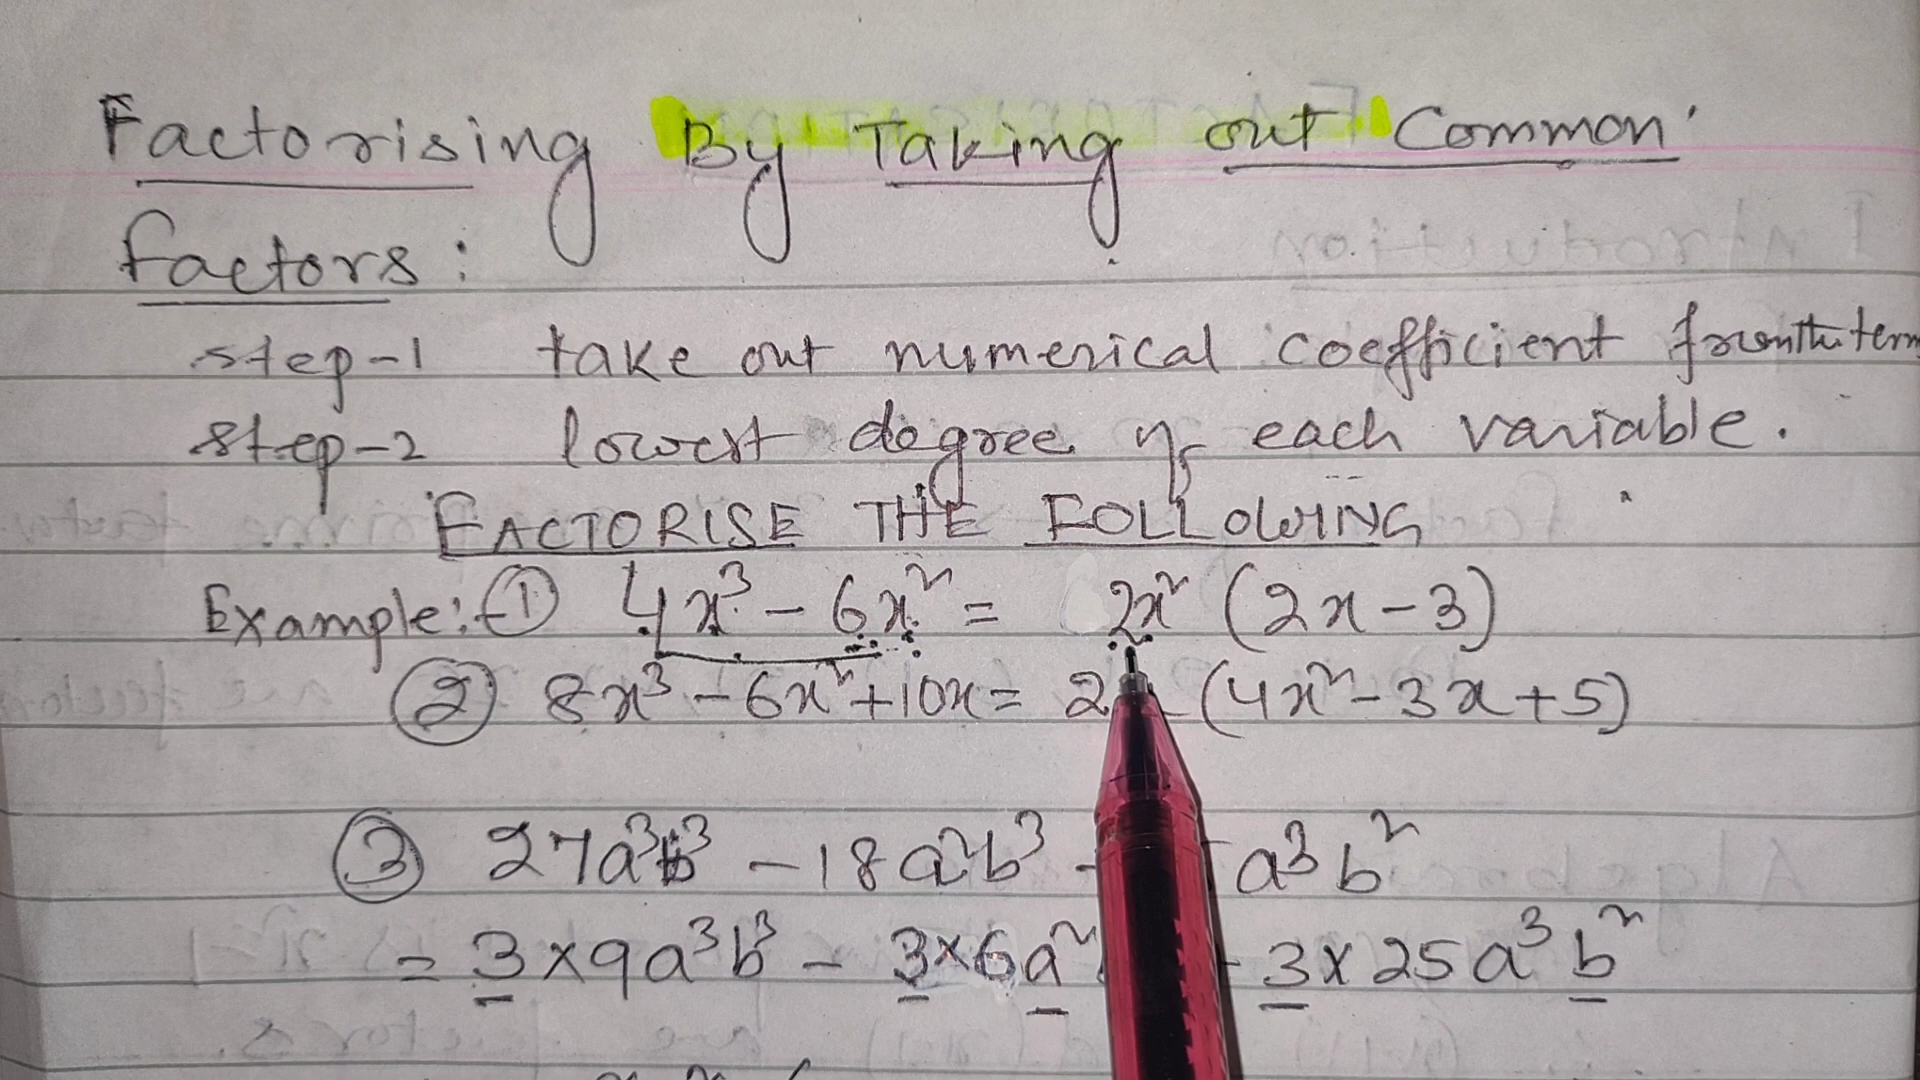 Factorising By Taking out Common
factors:
step-1 take out numerical coefficient from the term
step-2 lowest degree of each variable.
FACTORISE THE FOLLOWING
Example: ① 4x³ - 6x² = 2x² (2x - 3)
② 8x³ - 6x² + 10x = 2 (4x² - 3x + 5)
③ 27a³b³ - 18a²b³ - a³b²
= 3×9a³b³ - 3×6a² - 3×25a³b²